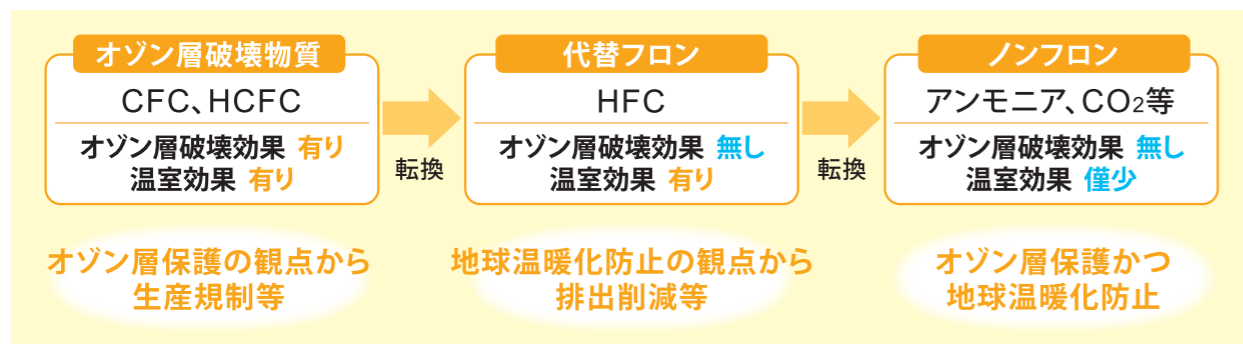 オゾン層破壊物質
CFC、HCFC
オゾン層破壊効果 有り
温室効果 有り
転換
代替フロン
HFC
オゾン層破壊効果 無し
温室効果 有り
転換
ノンフロン
アンモニア、CO₂等
オゾン層破壊効果 無し
温室効果 僅少
オゾン層保護の観点から
生産規制等
地球温暖化防止の観点から
排出削減等
オゾン層保護かつ
地球温暖化防止